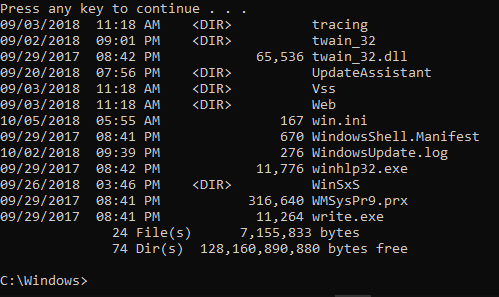 Press any key to continue . . .
09/03/2018  11:18 AM    <DIR>          tracing
09/02/2018  09:01 PM    <DIR>          twain_32
09/29/2017  08:42 PM            65,536 twain_32.dll
09/20/2018  07:56 PM    <DIR>          UpdateAssistant
09/03/2018  11:18 AM    <DIR>          Vss
09/03/2018  11:18 AM    <DIR>          Web
10/05/2018  05:55 AM               167 win.ini
09/29/2017  08:41 PM               670 WindowsShell.Manifest
10/02/2018  09:39 PM               276 WindowsUpdate.log
09/29/2017  08:42 PM            11,776 winhlp32.exe
09/26/2018  03:46 PM    <DIR>          WinSxS
09/29/2017  08:41 PM           316,640 WMSysPr9.prx
09/29/2017  08:41 PM            11,264 write.exe
              24 File(s)      7,155,833 bytes
              74 Dir(s)  128,160,890,880 bytes free
C:\Windows>